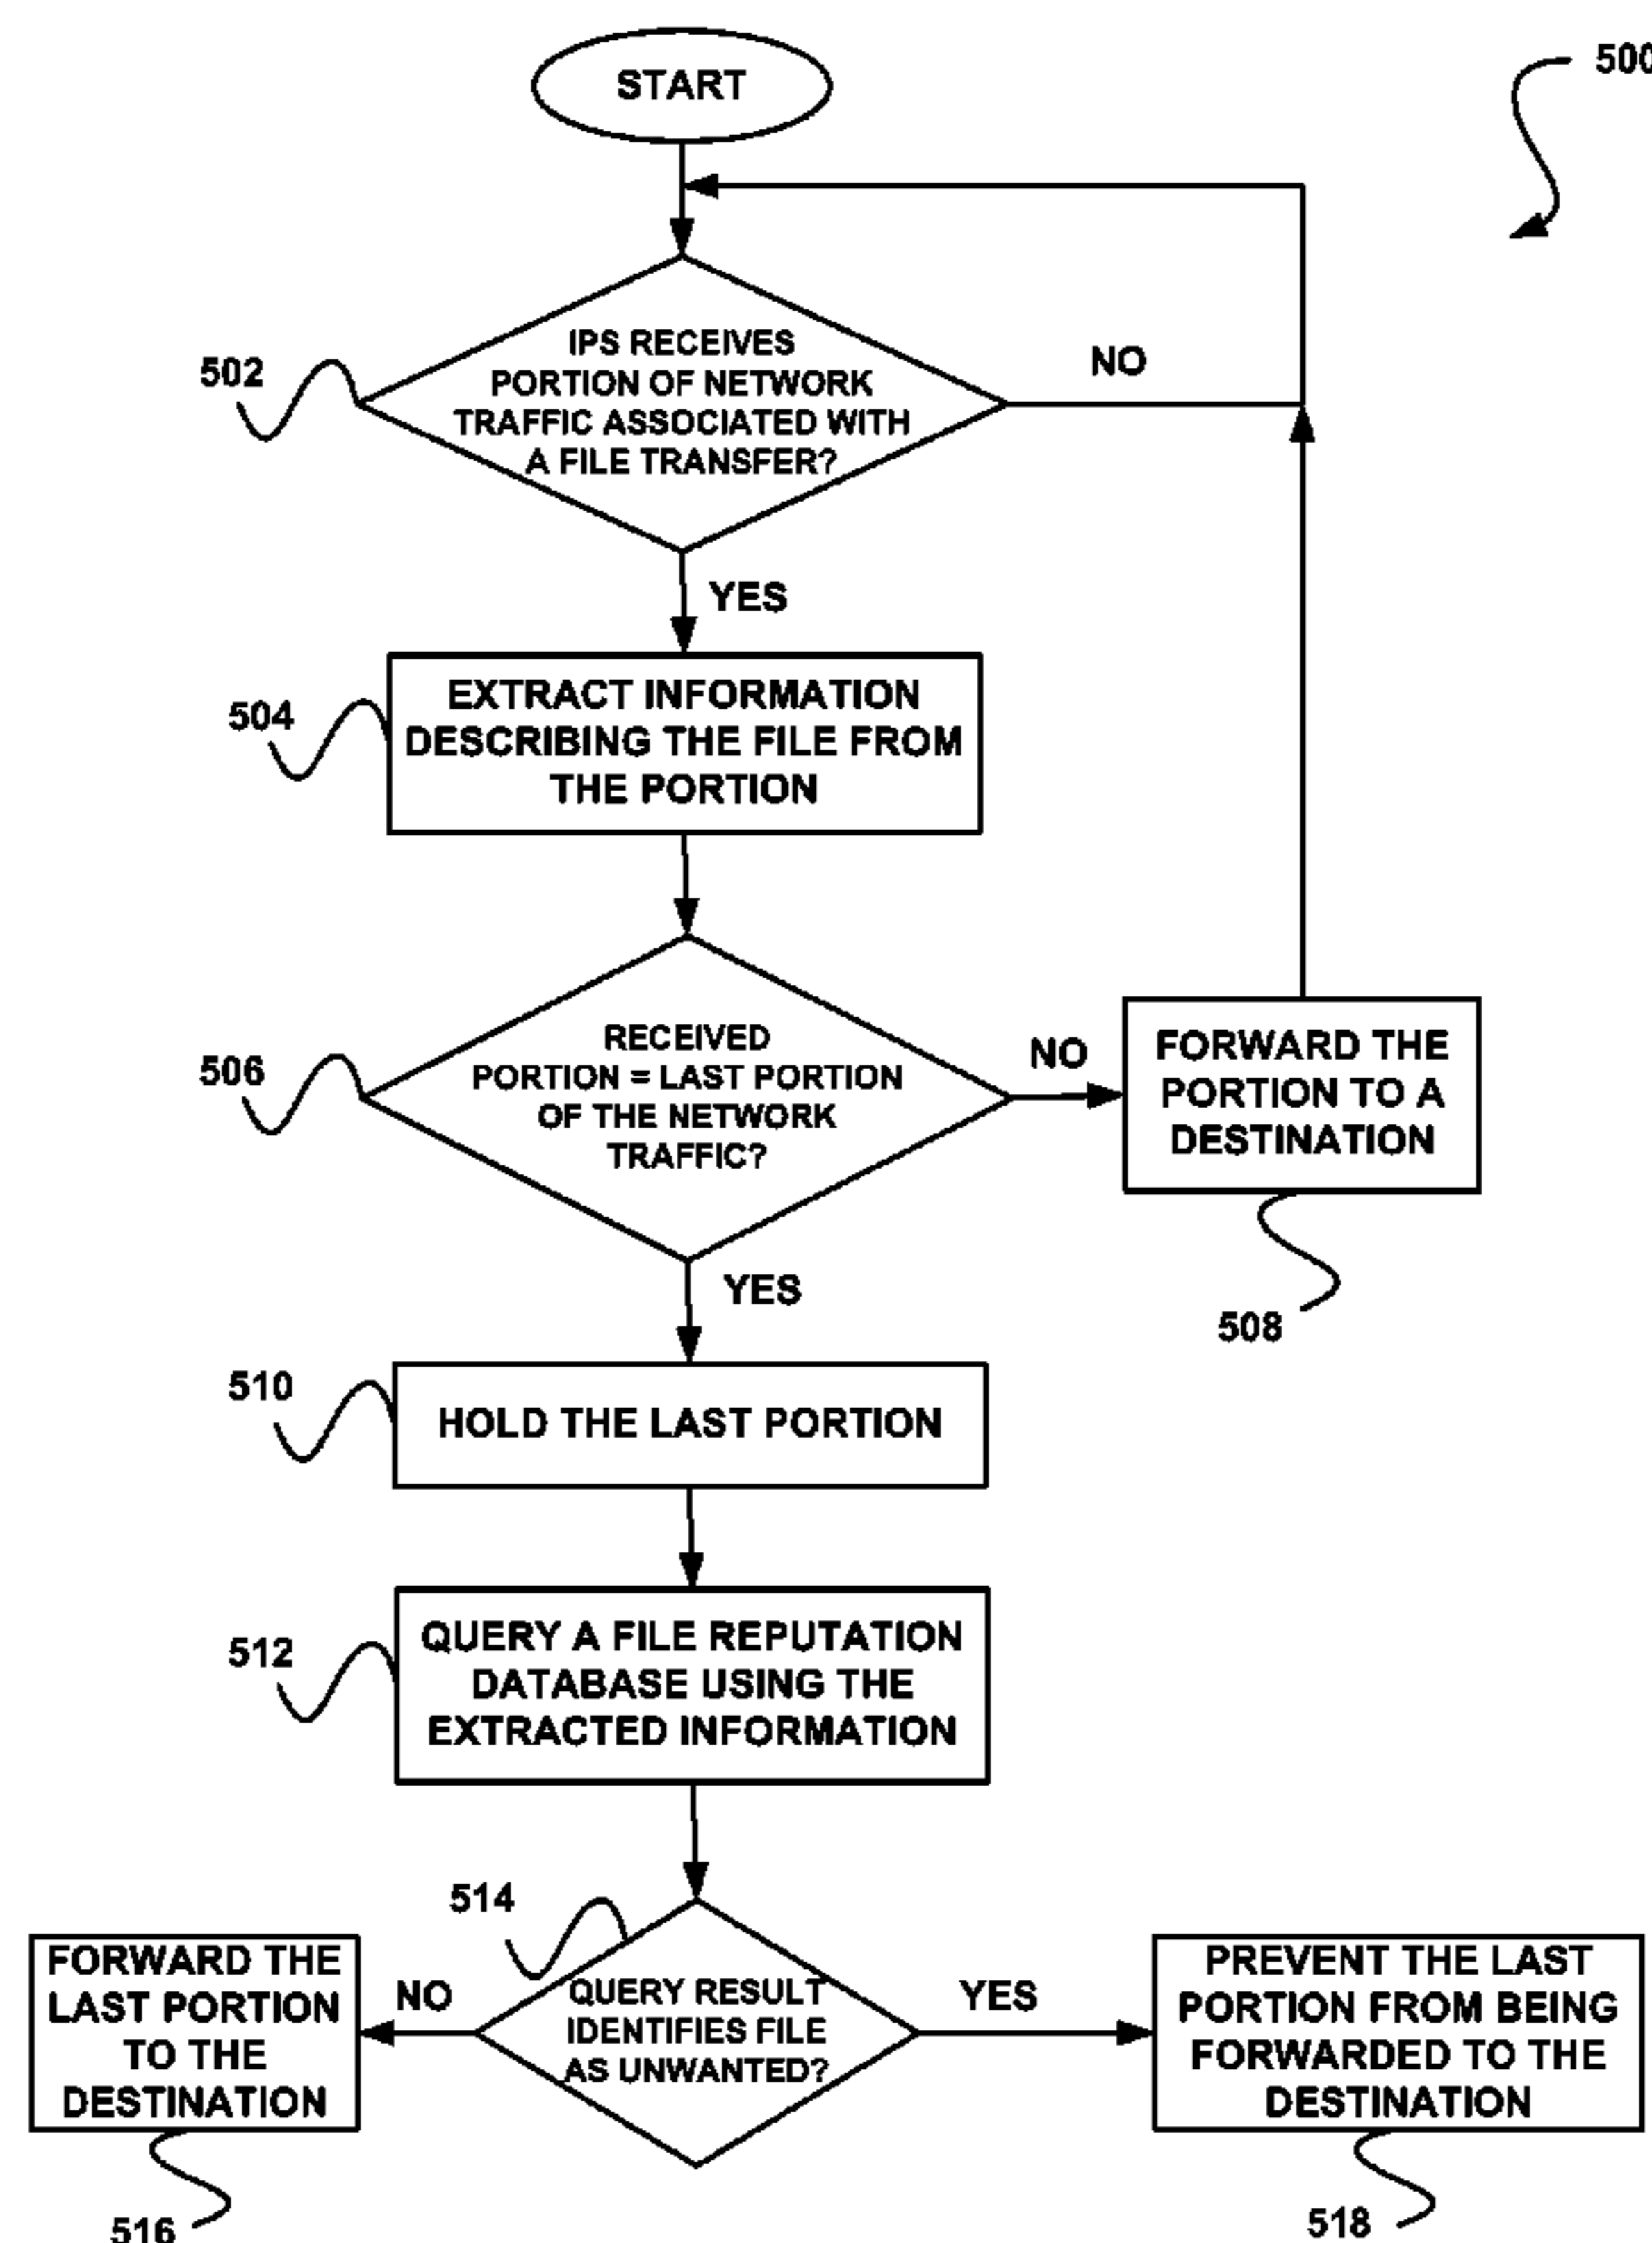 START
500
IPS RECEIVES
PORTION OF NETWORK
TRAFFIC ASSOCIATED WITH
A FILE TRANSFER?
502
NO
YES
EXTRACT INFORMATION
DESCRIBING THE FILE FROM
THE PORTION
504
RECEIVED
PORTION = LAST PORTION
OF THE NETWORK
TRAFFIC?
506
NO
FORWARD THE
PORTION TO A
DESTINATION
508
YES
510
HOLD THE LAST PORTION
512
QUERY A FILE REPUTATION
DATABASE USING THE
EXTRACTED INFORMATION
514
QUERY RESULT
IDENTIFIES FILE
AS UNWANTED?
NO
YES
FORWARD THE
LAST PORTION
TO THE
DESTINATION
516
PREVENT THE LAST
PORTION FROM BEING
FORWARDED TO THE
DESTINATION
518